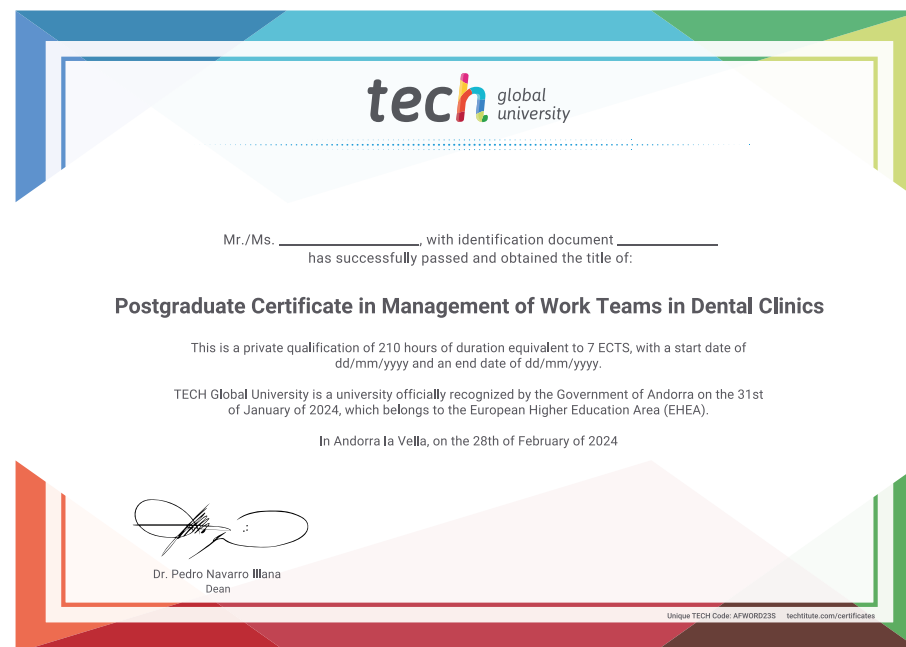 tech global
university
Mr./Ms. ____________________, with identification document ______________
has successfully passed and obtained the title of:
Postgraduate Certificate in Management of Work Teams in Dental Clinics
This is a private qualification of 210 hours of duration equivalent to 7 ECTS, with a start date of
dd/mm/yyyy and an end date of dd/mm/yyyy.
TECH Global University is a university officially recognized by the Government of Andorra on the 31st
of January of 2024, which belongs to the European Higher Education Area (EHEA).
In Andorra la Vella, on the 28th of February of 2024
Dr. Pedro Navarro Illana
Dean
Unique TECH Code: AFWORD23S techtitute.com/certificates